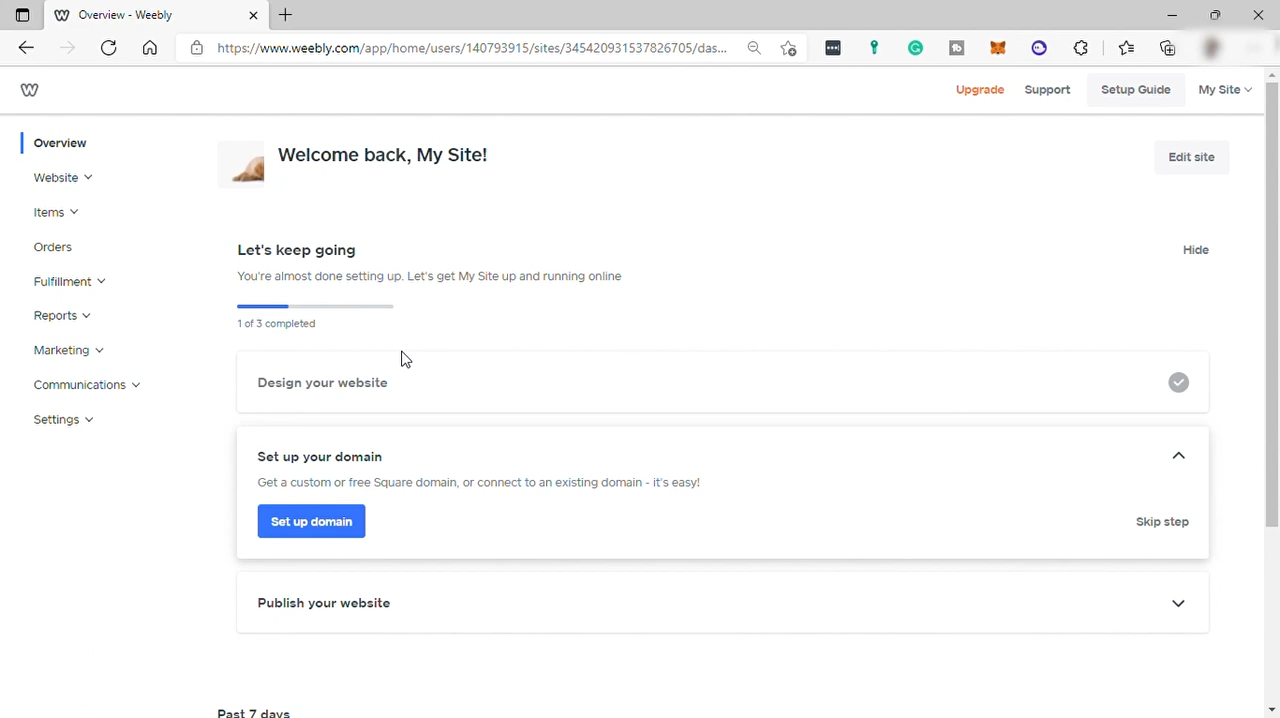 Overview - Weebly
https://www.weebly.com/app/home/users/140793915/sites/345420931537826705/das...
Upgrade
Support
Setup Guide
My Site
Overview
Website
Items
Orders
Fulfillment
Reports
Marketing
Communications
Settings
Welcome back, My Site!
Edit site
Let's keep going
Hide
You're almost done setting up. Let's get My Site up and running online
1 of 3 completed
Design your website
Set up your domain
Get a custom or free Square domain, or connect to an existing domain - it's easy!
Set up domain
Skip step
Publish your website
Past 7 days